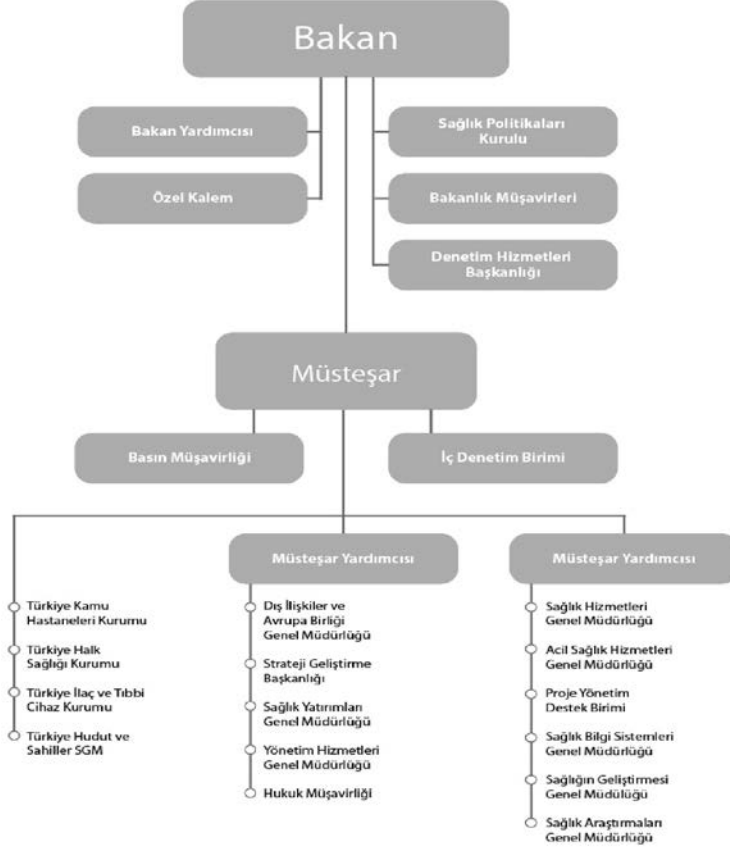 Bakan
Bakan Yardımcısı
Sağlık Politikaları
Kurulu
Özel Kalem
Bakanlık Müşavirleri
Denetim Hizmetleri
Başkanlığı
Müsteşar
Basın Müşavirliği
İç Denetim Birimi
Müsteşar Yardımcısı
Müsteşar Yardımcısı
Türkiye Kamu
Hastaneleri Kurumu
Türkiye Halk
Sağlığı Kurumu
Türkiye İlaç ve Tıbbi
Cihaz Kurumu
Türkiye Hudut ve
Sahiller SGM
Dış İlişkiler ve
Avrupa Birliği
Genel Müdürlüğü
Strateji Geliştirme
Başkanlığı
Sağlık Yatırımları
Genel Müdürlüğü
Yönetim Hizmetleri
Genel Müdürlüğü
Hukuk Müşavirliği
Sağlık Hizmetleri
Genel Müdürlüğü
Acil Sağlık Hizmetleri
Genel Müdürlüğü
Proje Yönetim
Destek Birimi
Sağlık Bilgi Sistemleri
Genel Müdürlüğü
Sağlığın Geliştirmesi
Genel Müdülüğü
Sağlık Araştırmaları
Genel Müdürlüğü